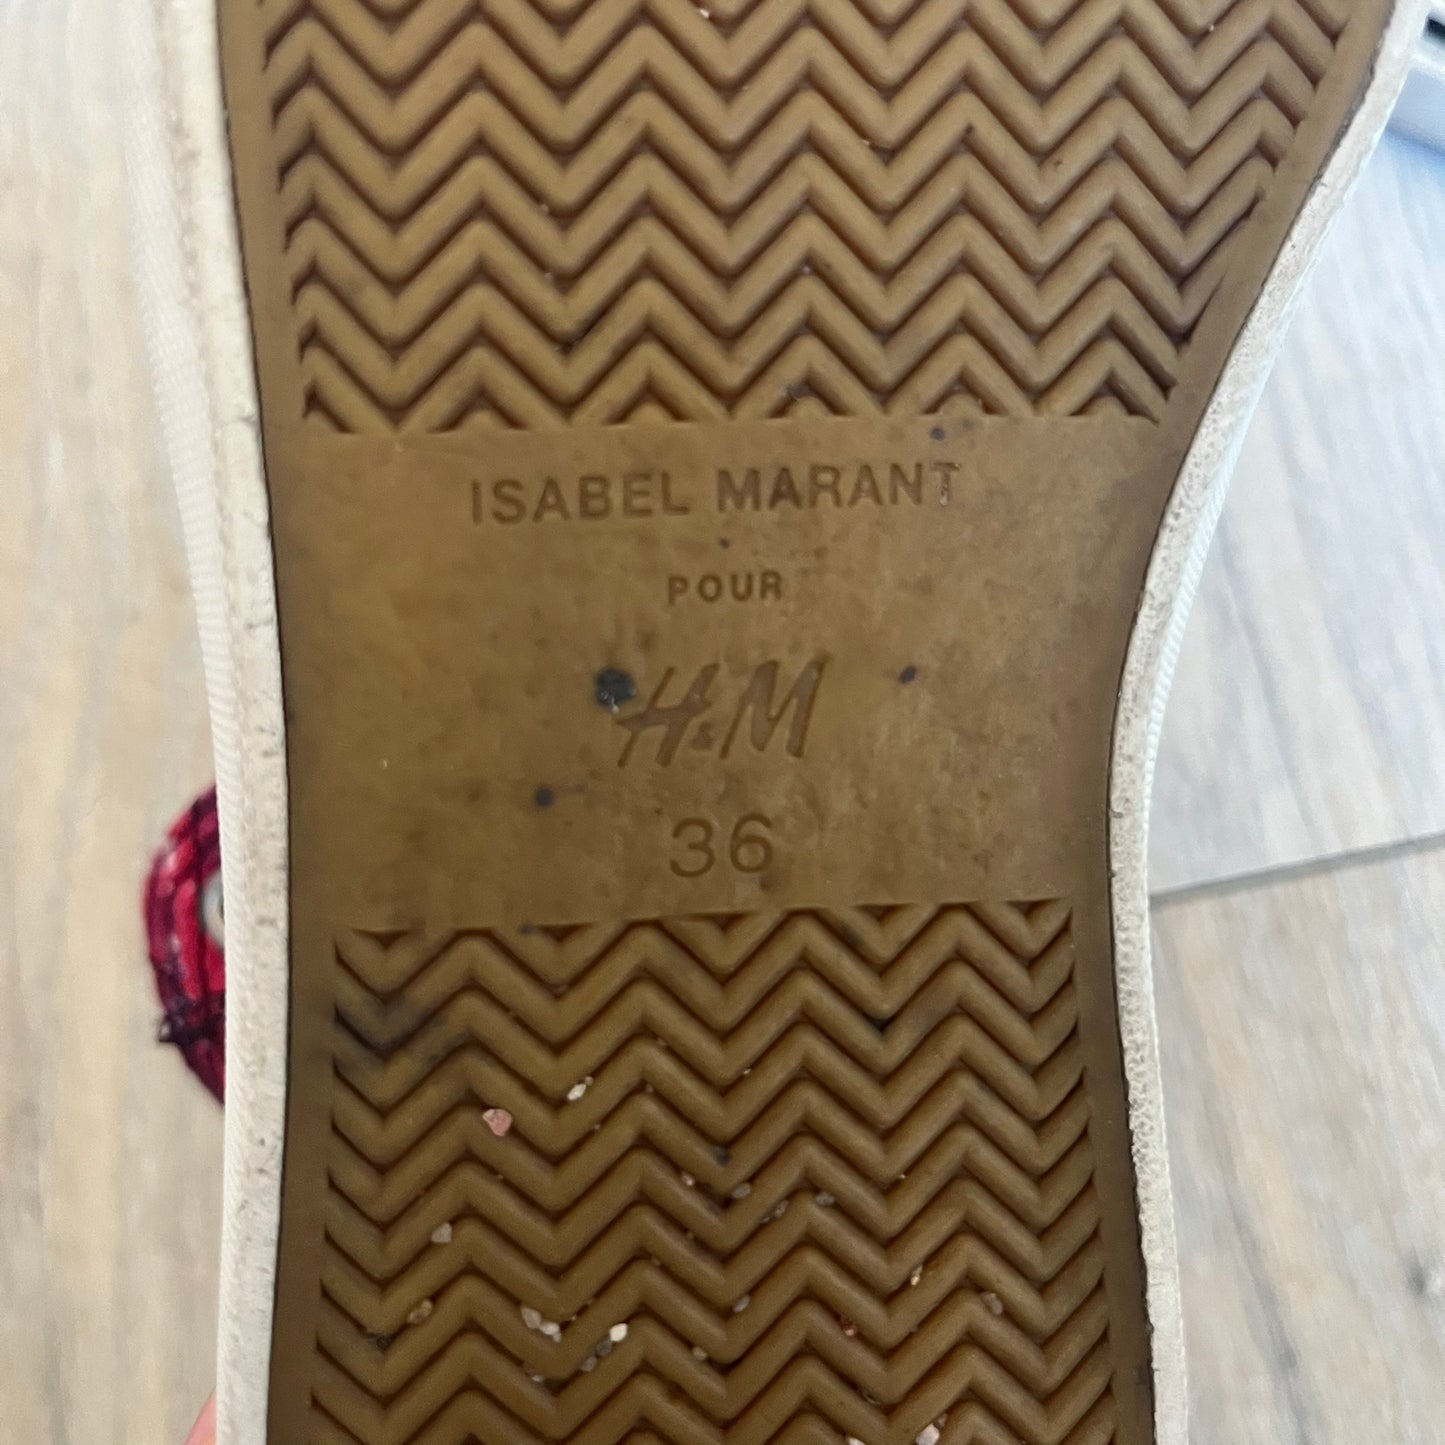 ISABEL MARANT
POUR
H&M
36